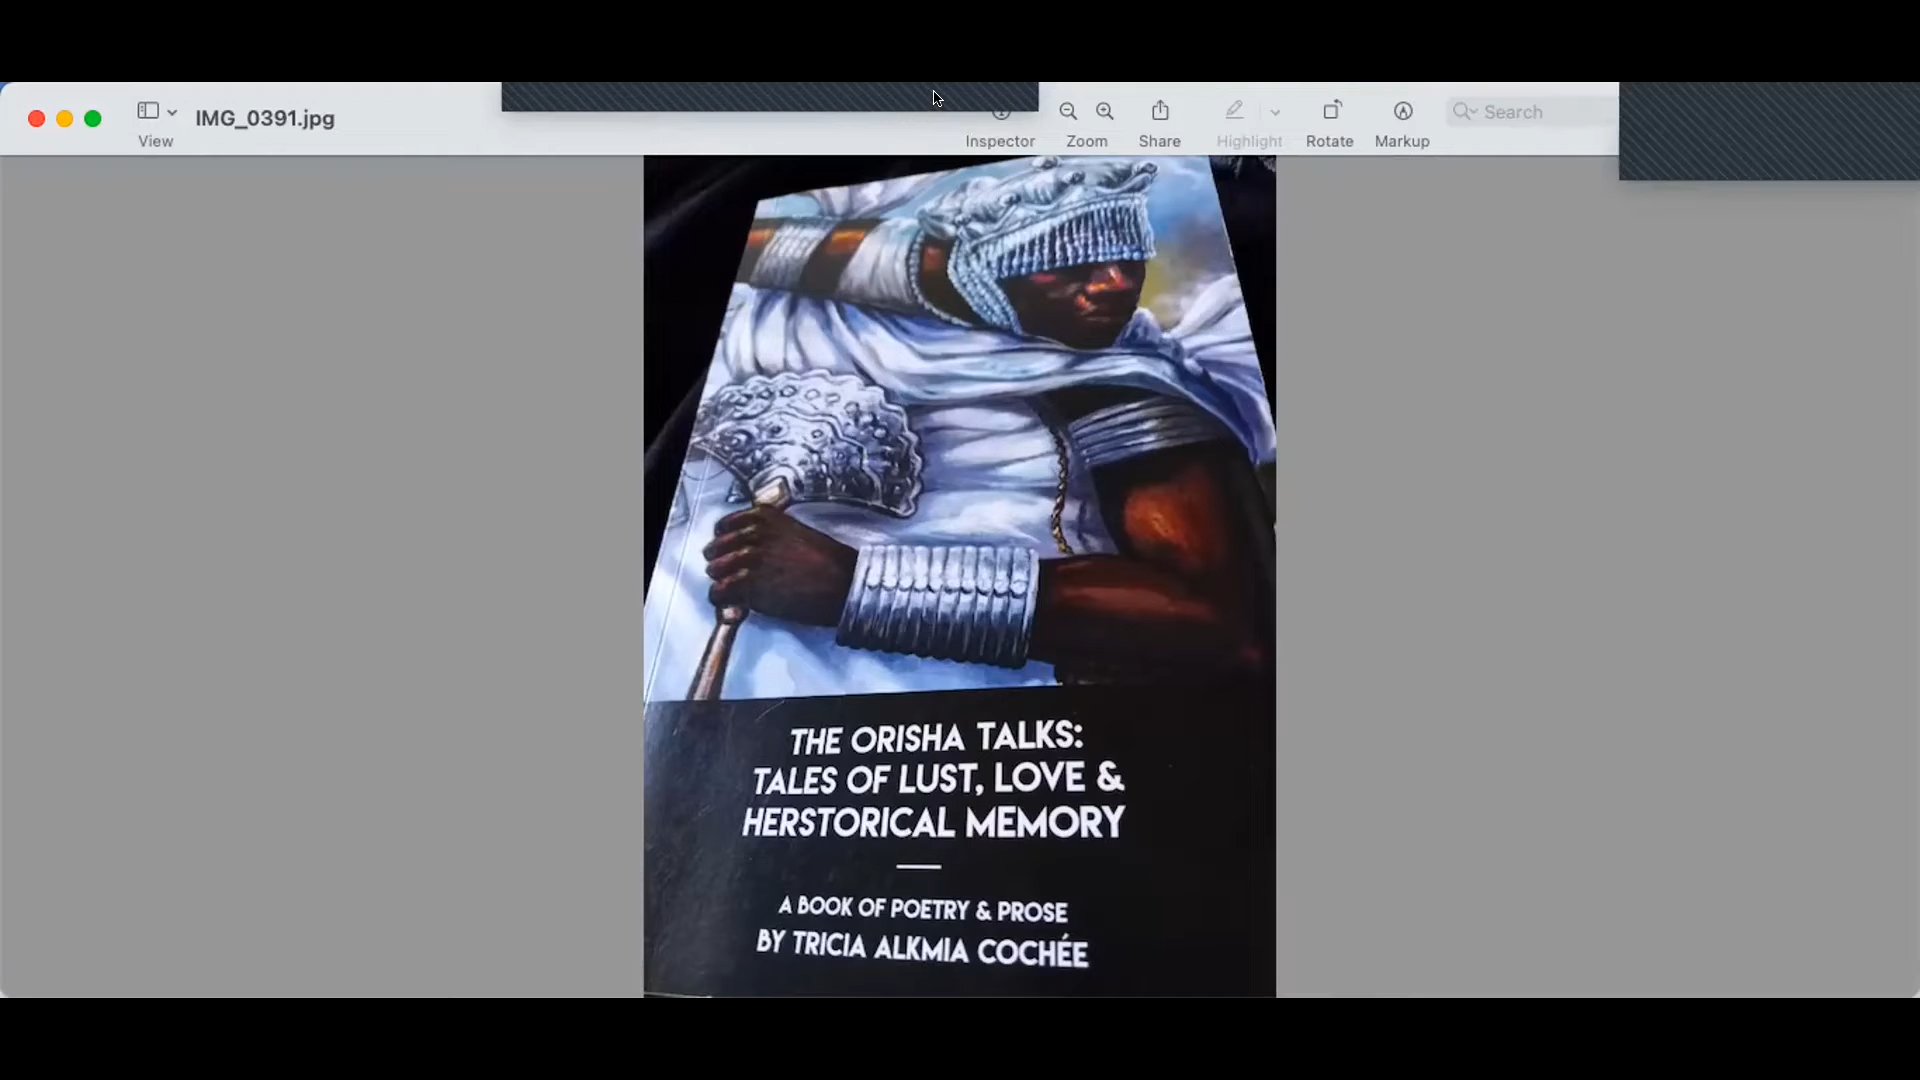 IMG_0391.jpg
View
Inspector
Zoom
Share
Highlight
Rotate
Markup
Search
THE ORISHA TALKS:
TALES OF LUST, LOVE &
HERSTORICAL MEMORY
A BOOK OF POETRY & PROSE
BY TRICIA ALKMIA COCHÉE